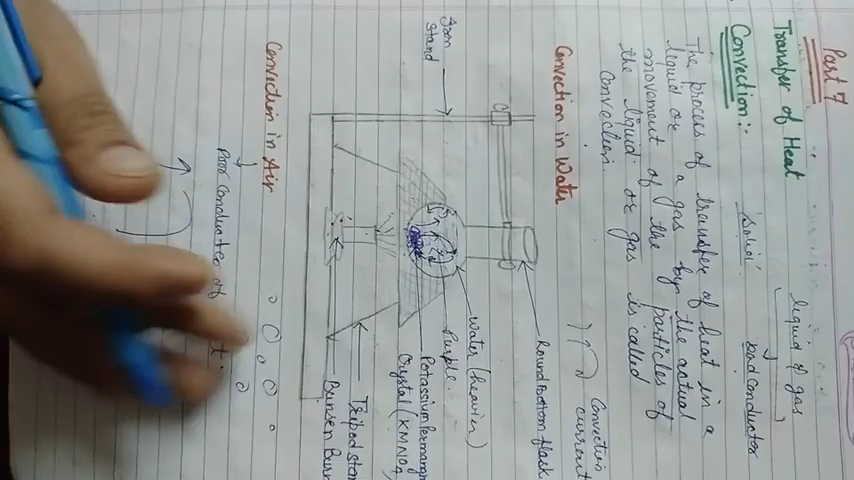 Part 7
Transfer of Heat
liquid & gas
Convection:-
Solid
bad conductor
The process of transfer of heat in a
liquid or a gas by the actual
movement of the particles of
the liquid or gas is called
Convection.
Convection
current
Convection in Water
Round bottom flask
Iron
stand
Water (heavier)
Purple
Potassium permang
Crystal (KMNO4
Tripod stan
Bunsen Burn
Convection in Air
Poor conductor of